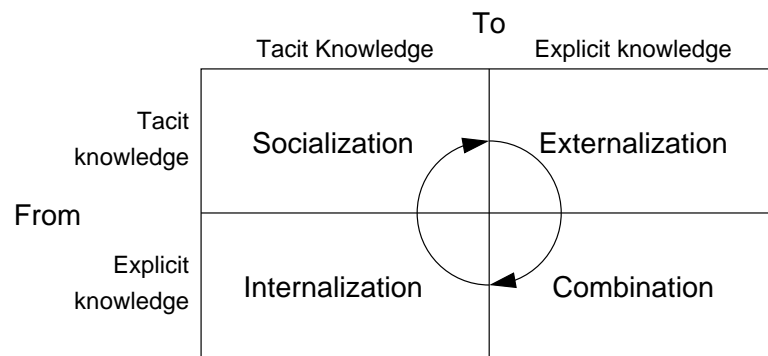 To
Tacit Knowledge Explicit knowledge
Tacit
knowledge
Socialization Externalization
From
Explicit
knowledge
Internalization Combination